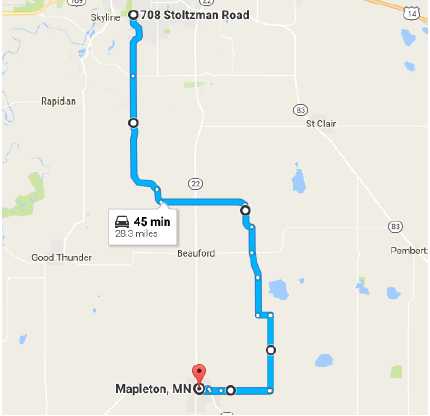 169
22
14
Skyline
708 Stoltzman Road
Rapidan
83
St Clair
22
45 min
28.3 miles
83
Good Thunder
Beauford
Pembert
Mapleton, MN